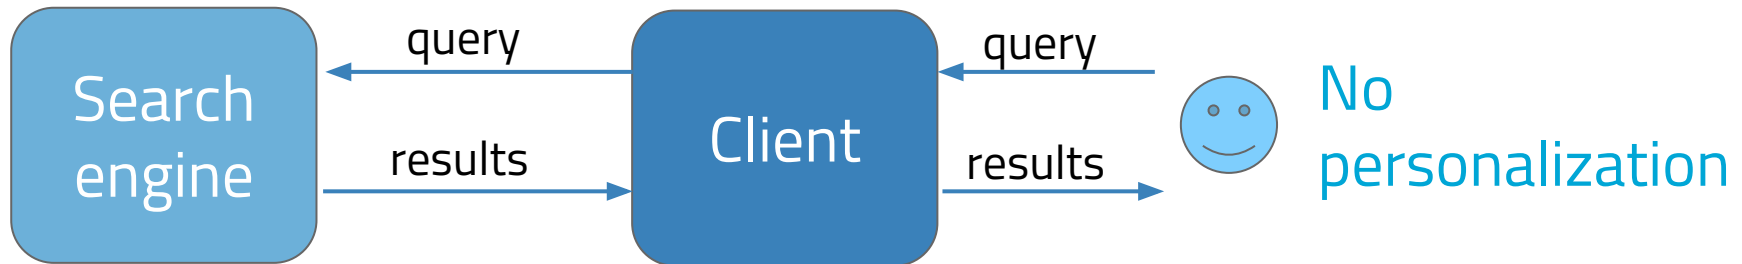 Search
engine
query
results
Client
query
results
No
personalization